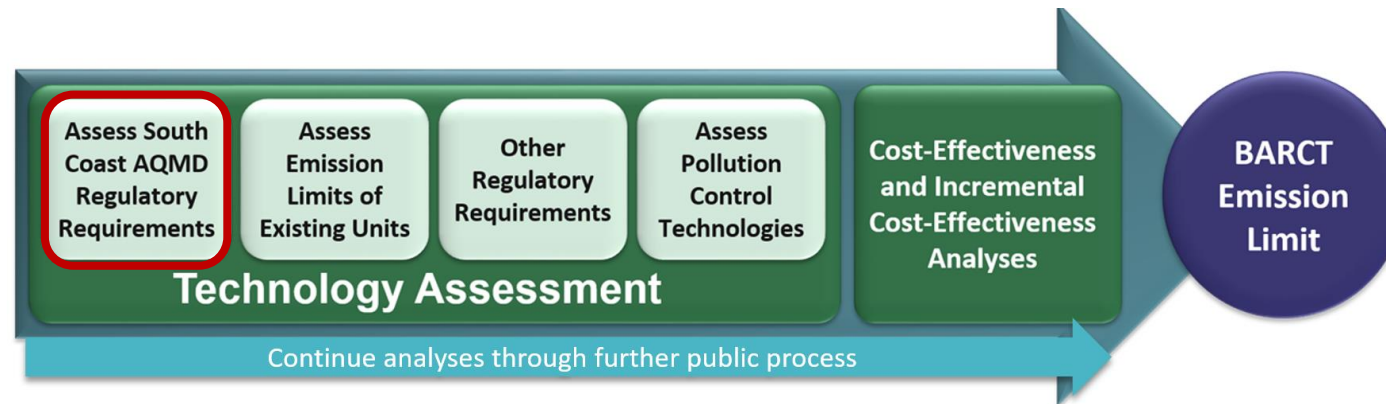 Assess South
Coast AQMD
Regulatory
Requirements
Assess
Emission
Limits of
Existing Units
Other
Regulatory
Requirements
Assess
Pollution
Control
Technologies
Technology Assessment
Cost-Effectiveness
and Incremental
Cost-Effectiveness
Analyses
BARCT
Emission
Limit
Continue analyses through further public process